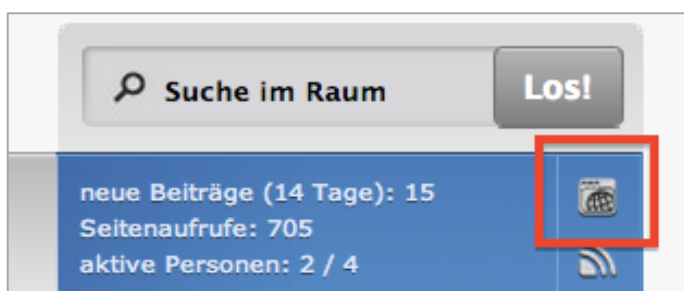 Suche im Raum
Los!
neue Beiträge (14 Tage): 15
Seitenaufrufe: 705
aktive Personen: 2 / 4